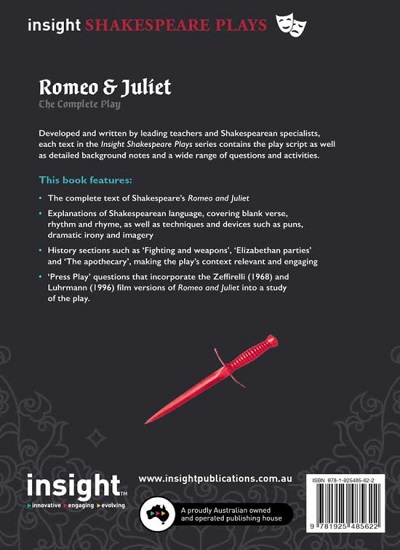 insight SHAKESPEARE PLAYS
Romeo & Juliet
The Complete Play
Developed and written by leading teachers and Shakespearean specialists,
each text in the Insight Shakespeare Plays series contains the play script as well
as detailed background notes and a wide range of questions and activities.
This book features:
• The complete text of Shakespeare's Romeo and Juliet
• Explanations of Shakespearean language, covering blank verse,
rhythm and rhyme, as well as techniques and devices such as puns,
dramatic irony and imagery
• History sections such as 'Fighting and weapons', 'Elizabethan parties'
and 'The apothecary', making the play's context relevant and engaging
• 'Press Play' questions that incorporate the Zeffirelli (1968) and
Luhrmann (1996) film versions of Romeo and Juliet into a study
of the play.
insight™
innovative engaging evolving
www.insightpublications.com.au
A proudly Australian owned
and operated publishing house
ISBN 978-1-925485-62-2
9 781925 485622